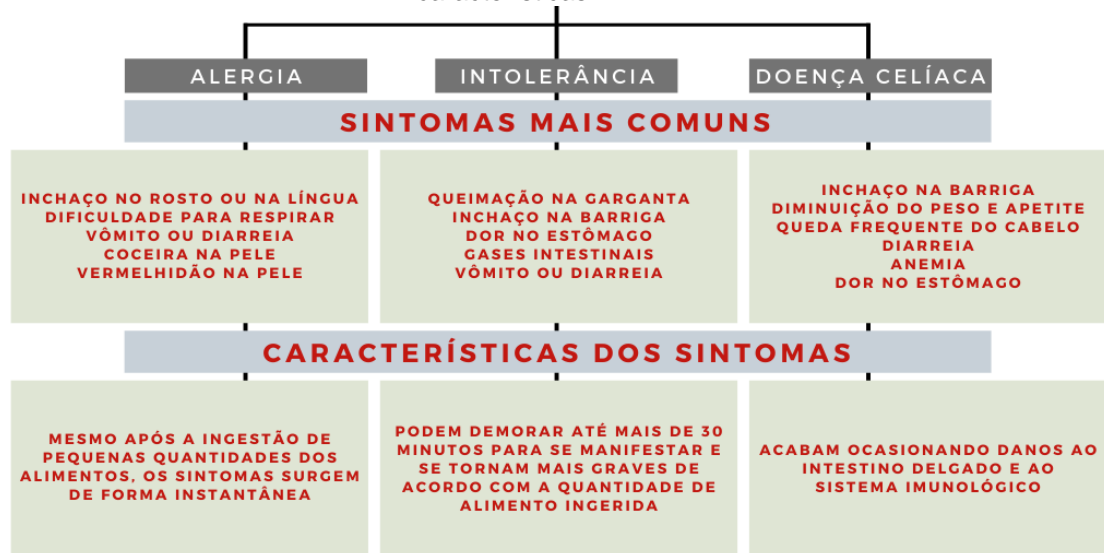 ALERGIA
INTOLERÂNCIA
DOENÇA CELÍACA
SINTOMAS MAIS COMUNS
INCHAÇO NO ROSTO OU NA LÍNGUA
DIFICULDADE PARA RESPIRAR
VÔMITO OU DIARREIA
COCEIRA NA PELE
VERMELHIDÃO NA PELE
QUEIMAÇÃO NA GARGANTA
INCHAÇO NA BARRIGA
DOR NO ESTÔMAGO
GASES INTESTINAIS
VÔMITO OU DIARREIA
INCHAÇO NA BARRIGA
DIMINUIÇÃO DO PESO E APETITE
QUEDA FREQUENTE DO CABELO
DIARREIA
ANEMIA
DOR NO ESTÔMAGO
CARACTERÍSTICAS DOS SINTOMAS
MESMO APÓS A INGESTÃO DE
PEQUENAS QUANTIDADES DOS
ALIMENTOS, OS SINTOMAS SURGEM
DE FORMA INSTANTÂNEA
PODEM DEMORAR ATÉ MAIS DE 30
MINUTOS PARA SE MANIFESTAR E
SE TORNAM MAIS GRAVES DE
ACORDO COM A QUANTIDADE DE
ALIMENTO INGERIDA
ACABAM OCASIONANDO DANOS AO
INTESTINO DELGADO E AO
SISTEMA IMUNOLÓGICO